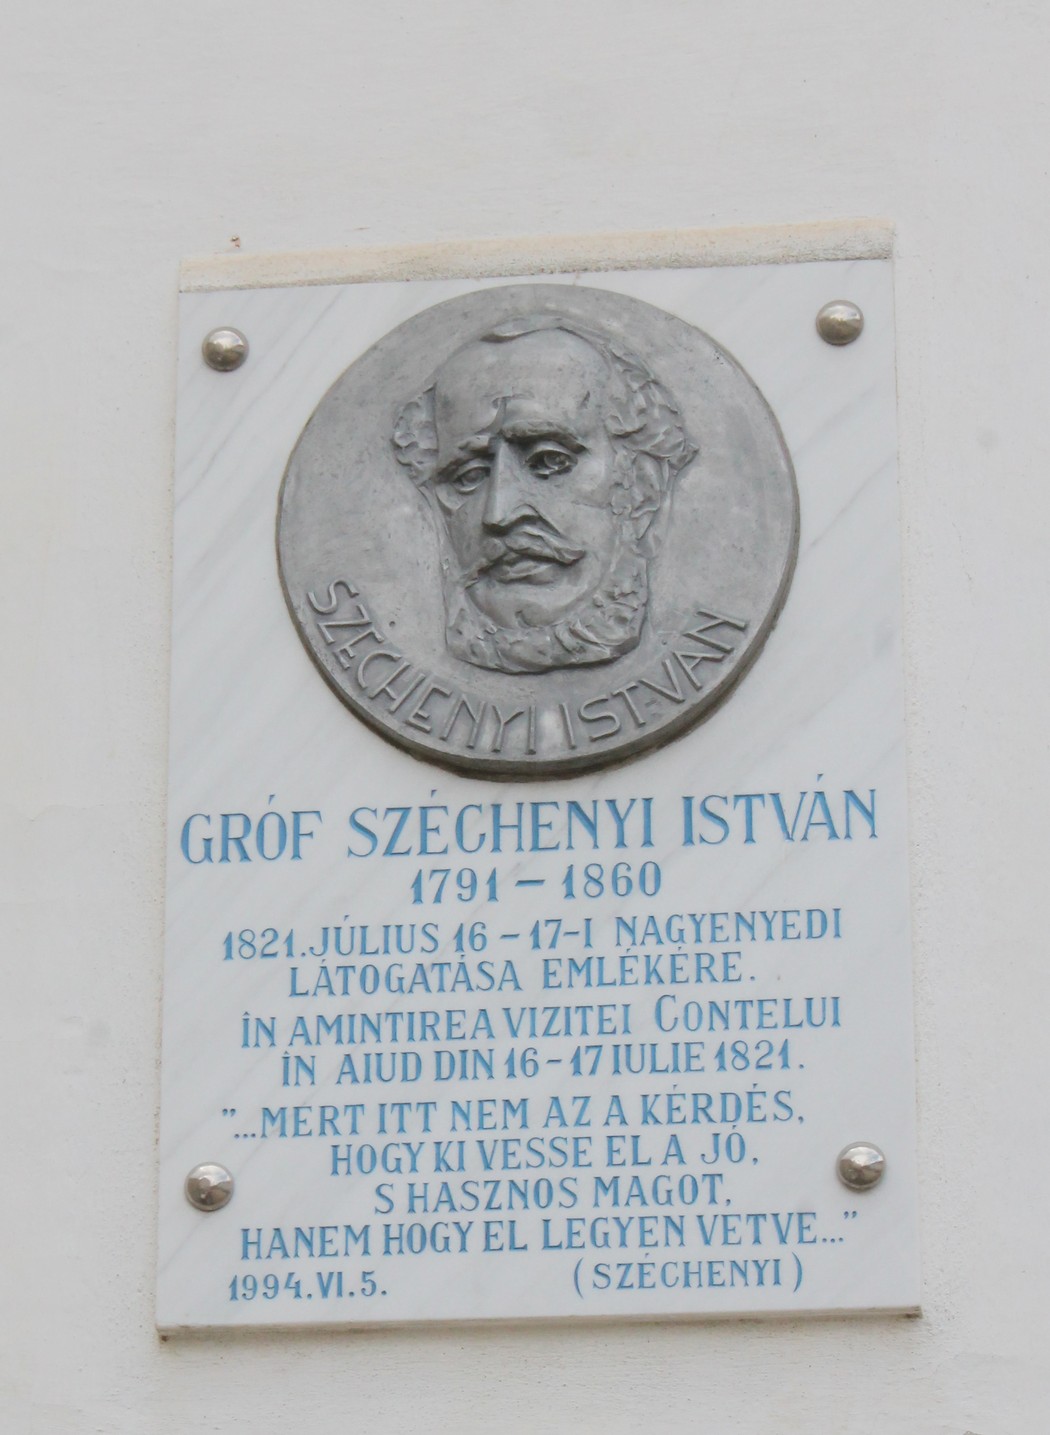 SZÉCHENYI ISTVÁN
GRÓF SZÉCHENYI ISTVÁN
1791 – 1860
1821. JÚLIUS 16 – 17-I NAGYENYEDI
LÁTOGATÁSA EMLÉKÉRE.
ÎN AMINTIREA VIZITEI CONTELUI
ÎN AIUD DIN 16 – 17 IULIE 1821.
"...MERT ITT NEM AZ A KÉRDÉS,
HOGY KI VESSE EL A JÓ,
S HASZNOS MAGOT,
HANEM HOGY EL LEGYEN VETVE..."
1994. VI. 5. (SZÉCHENYI)